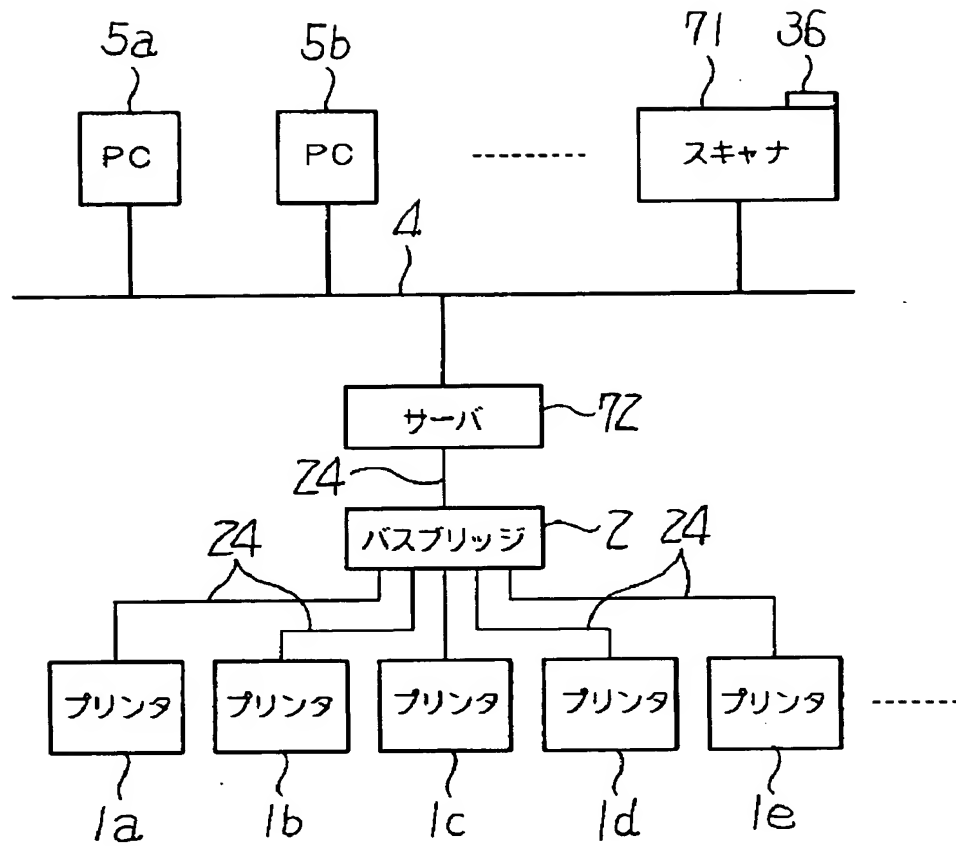 5a 5b 71 36
PC PC スキャナ
4
サーバ 72
24
バスブリッジ 2
24 24
プリンタ プリンタ プリンタ プリンタ プリンタ
1a 1b 1c 1d 1e